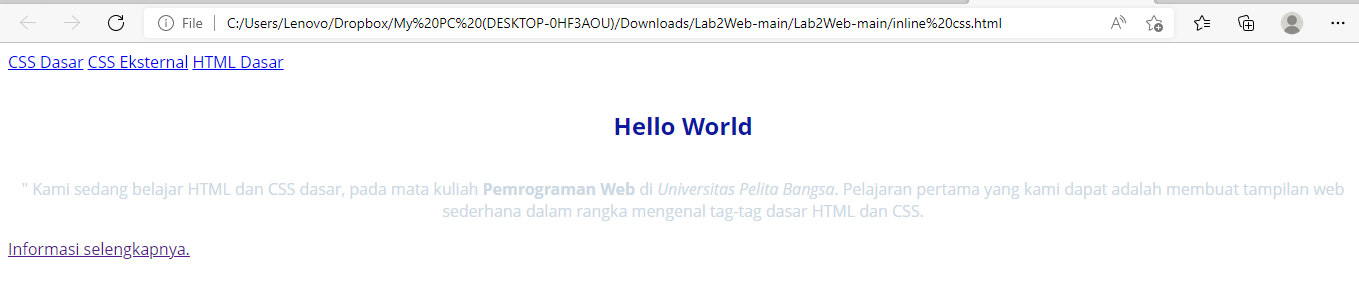 File C:/Users/Lenovo/Dropbox/My%20PC%20(DESKTOP-0HF3AOU)/Downloads/Lab2Web-main/Lab2Web-main/inline%20css.html
CSS Dasar CSS Eksternal HTML Dasar
Hello World
" Kami sedang belajar HTML dan CSS dasar, pada mata kuliah Pemrograman Web di Universitas Pelita Bangsa. Pelajaran pertama yang kami dapat adalah membuat tampilan web
sederhana dalam rangka mengenal tag-tag dasar HTML dan CSS.
Informasi selengkapnya.